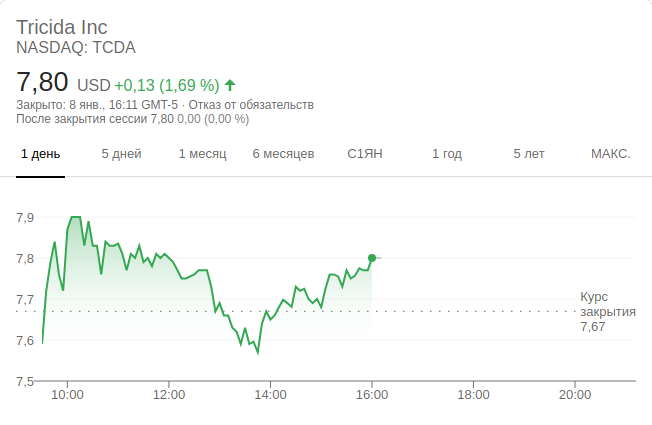 Tricida Inc
NASDAQ: TCDA
7,80 USD +0,13 (1,69 %)
Закрыто: 8 янв., 16:11 GMT-5 · Отказ от обязательств
После закрытия сессии 7,80 0,00 (0,00 %)
1 день 5 дней 1 месяц 6 месяцев С1ЯН 1 год 5 лет МАКС.
7,9
7,8
7,7
Курс
закрытия
7,67
7,6
7,5
10:00 12:00 14:00 16:00 18:00 20:00